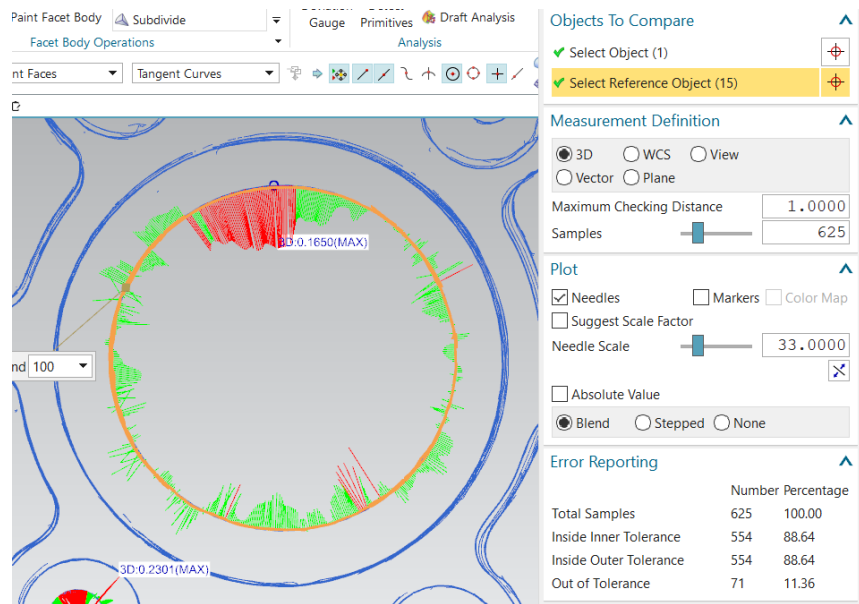 Paint Facet Body
Subdivide
Facet Body Operations
Gauge
Primitives
Draft Analysis
Analysis
nt Faces
Tangent Curves
3D:0.1650(MAX)
nd 100
3D:0.2301(MAX)
Objects To Compare
Select Object (1)
Select Reference Object (15)
Measurement Definition
3D WCS View
Vector Plane
Maximum Checking Distance 1.0000
Samples 625
Plot
Needles Markers Color Map
Suggest Scale Factor
Needle Scale 33.0000
Absolute Value
Blend Stepped None
Error Reporting
Number Percentage
Total Samples 625 100.00
Inside Inner Tolerance 554 88.64
Inside Outer Tolerance 554 88.64
Out of Tolerance 71 11.36